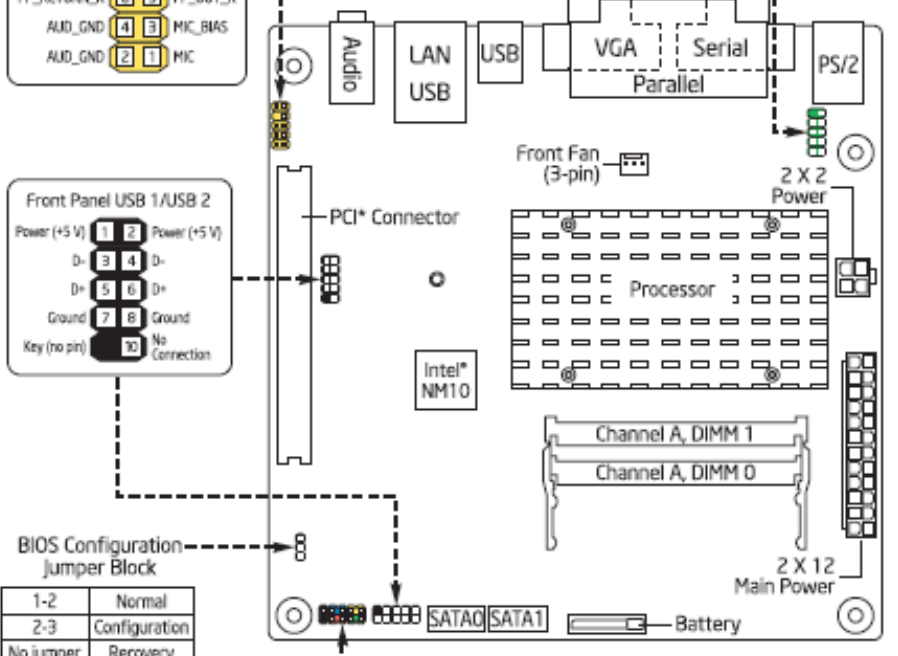 AUD_GND 4 3 MIC_BIAS
AUD_GND 2 1 MIC
Audio
LAN
USB
USB
VGA
Serial
Parallel
PS/2
Front Fan
(3-pin)
2 X 2
Power
Front Panel USB 1/USB 2
Power (+5 V) 1 2 Power (+5 V)
D- 3 4 D-
D+ 5 6 D+
Ground 7 8 Ground
Key (no pin) 10 No Connection
PCI* Connector
Processor
Intel®
NM10
Channel A, DIMM 1
Channel A, DIMM 0
BIOS Configuration
Jumper Block
1-2 Normal
2-3 Configuration
No jumper Recovery
2 X 12
Main Power
SATA0 SATA1
Battery